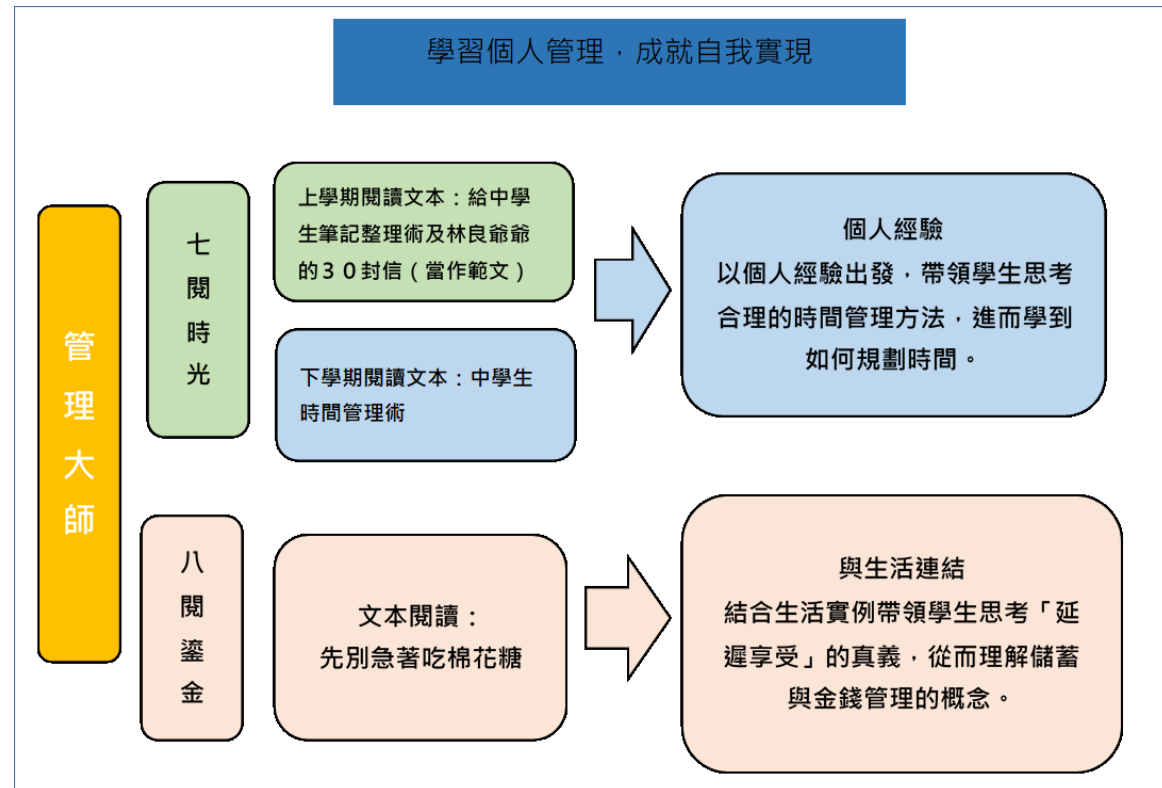 學習個人管理，成就自我實現
管理大師
七閱時光
上學期閱讀文本：給中學
生筆記整理術及林良爺爺
的３０封信（當作範文）
下學期閱讀文本：中學生
時間管理術
個人經驗
以個人經驗出發，帶領學生思考
合理的時間管理方法，進而學到
如何規劃時間。
八閱鎏金
文本閱讀：
先別急著吃棉花糖
與生活連結
結合生活實例帶領學生思考「延
遲享受」的真義，從而理解儲蓄
與金錢管理的概念。